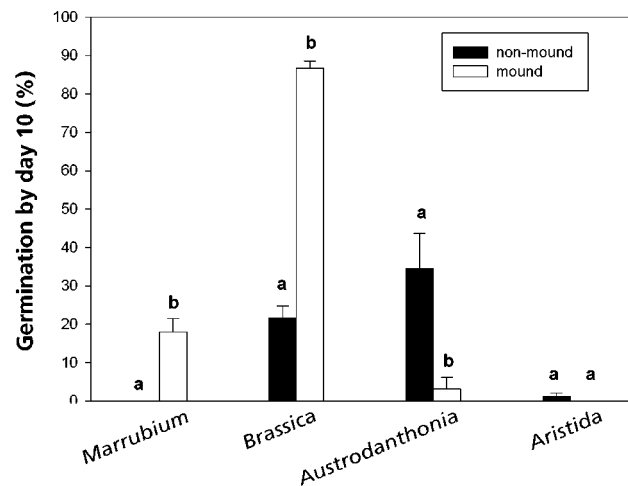 100
90
80
70
60
50
40
30
20
10
0
Germination by day 10 (%)
non-mound
mound
a b
a b
a b
a a
Marrubium
Brassica
Austrodanthonia
Aristida